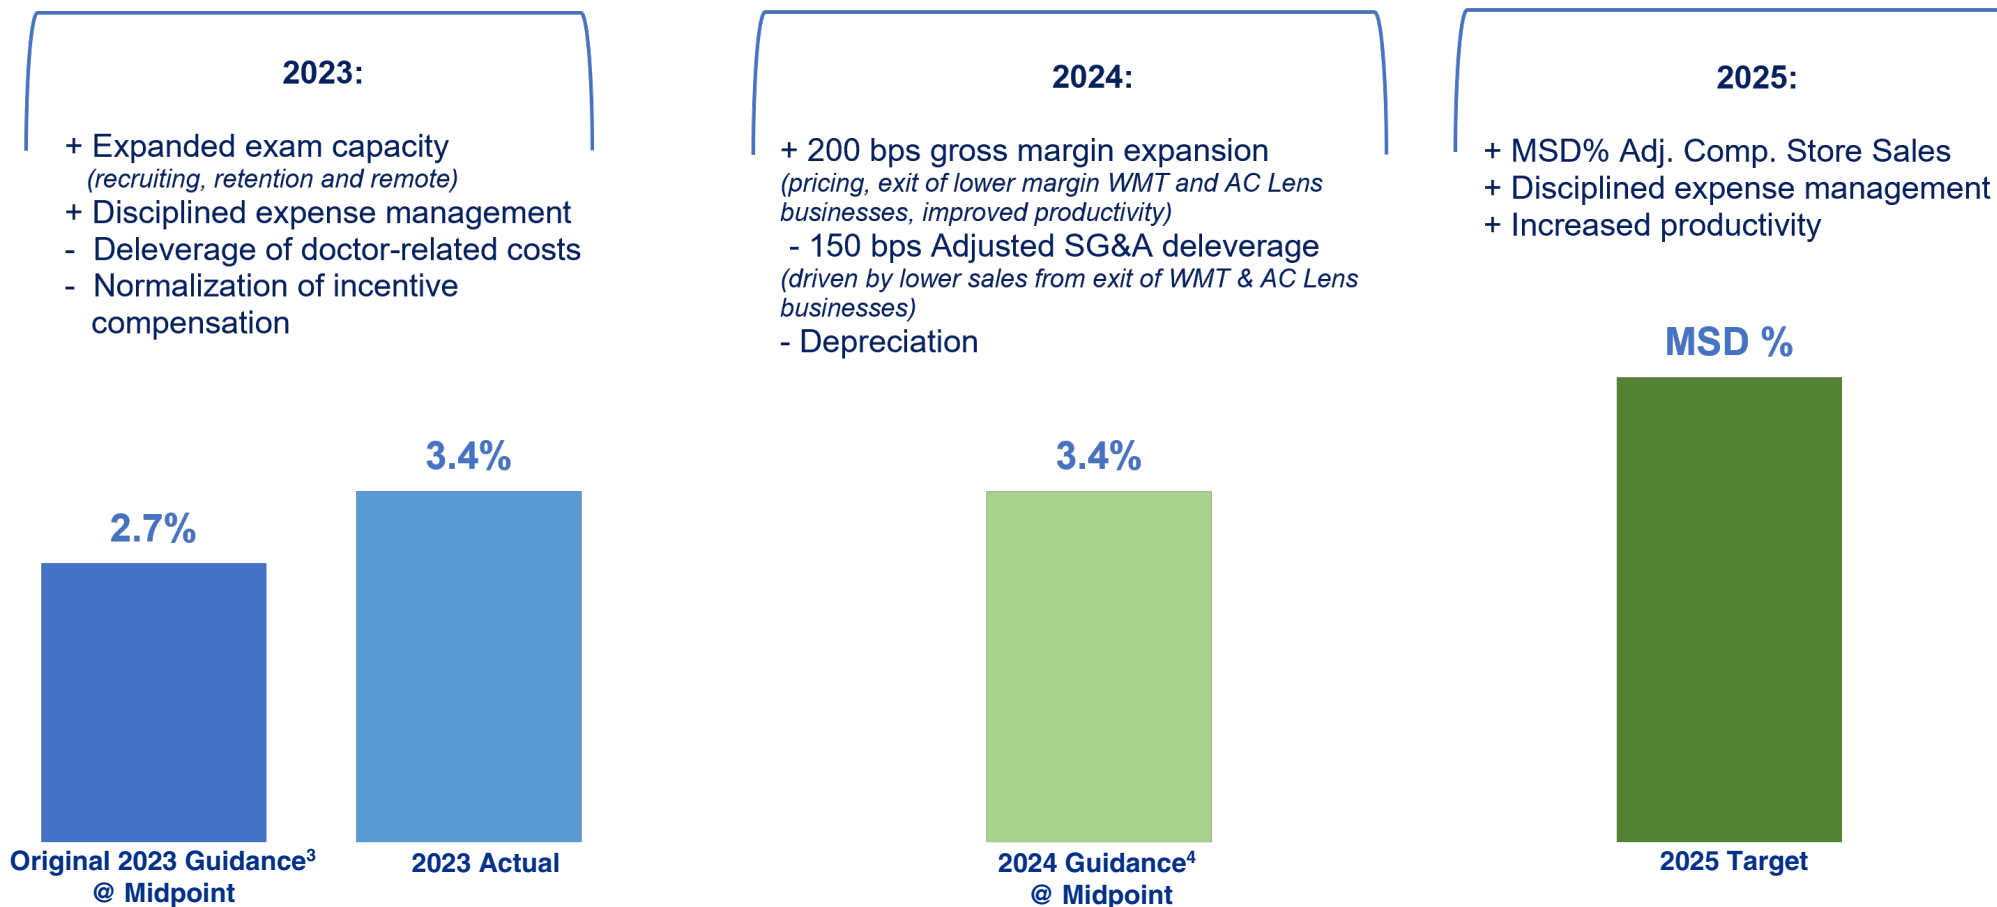 2023:
+ Expanded exam capacity
(recruiting, retention and remote)
+ Disciplined expense management
- Deleverage of doctor-related costs
- Normalization of incentive
compensation
2024:
+ 200 bps gross margin expansion
(pricing, exit of lower margin WMT and AC Lens
businesses, improved productivity)
- 150 bps Adjusted SG&A deleverage
(driven by lower sales from exit of WMT & AC Lens
businesses)
- Depreciation
2025:
+ MSD% Adj. Comp. Store Sales
+ Disciplined expense management
+ Increased productivity
2.7%
3.4%
3.4%
MSD %
Original 2023 Guidance³
@ Midpoint
2023 Actual
2024 Guidance⁴
@ Midpoint
2025 Target